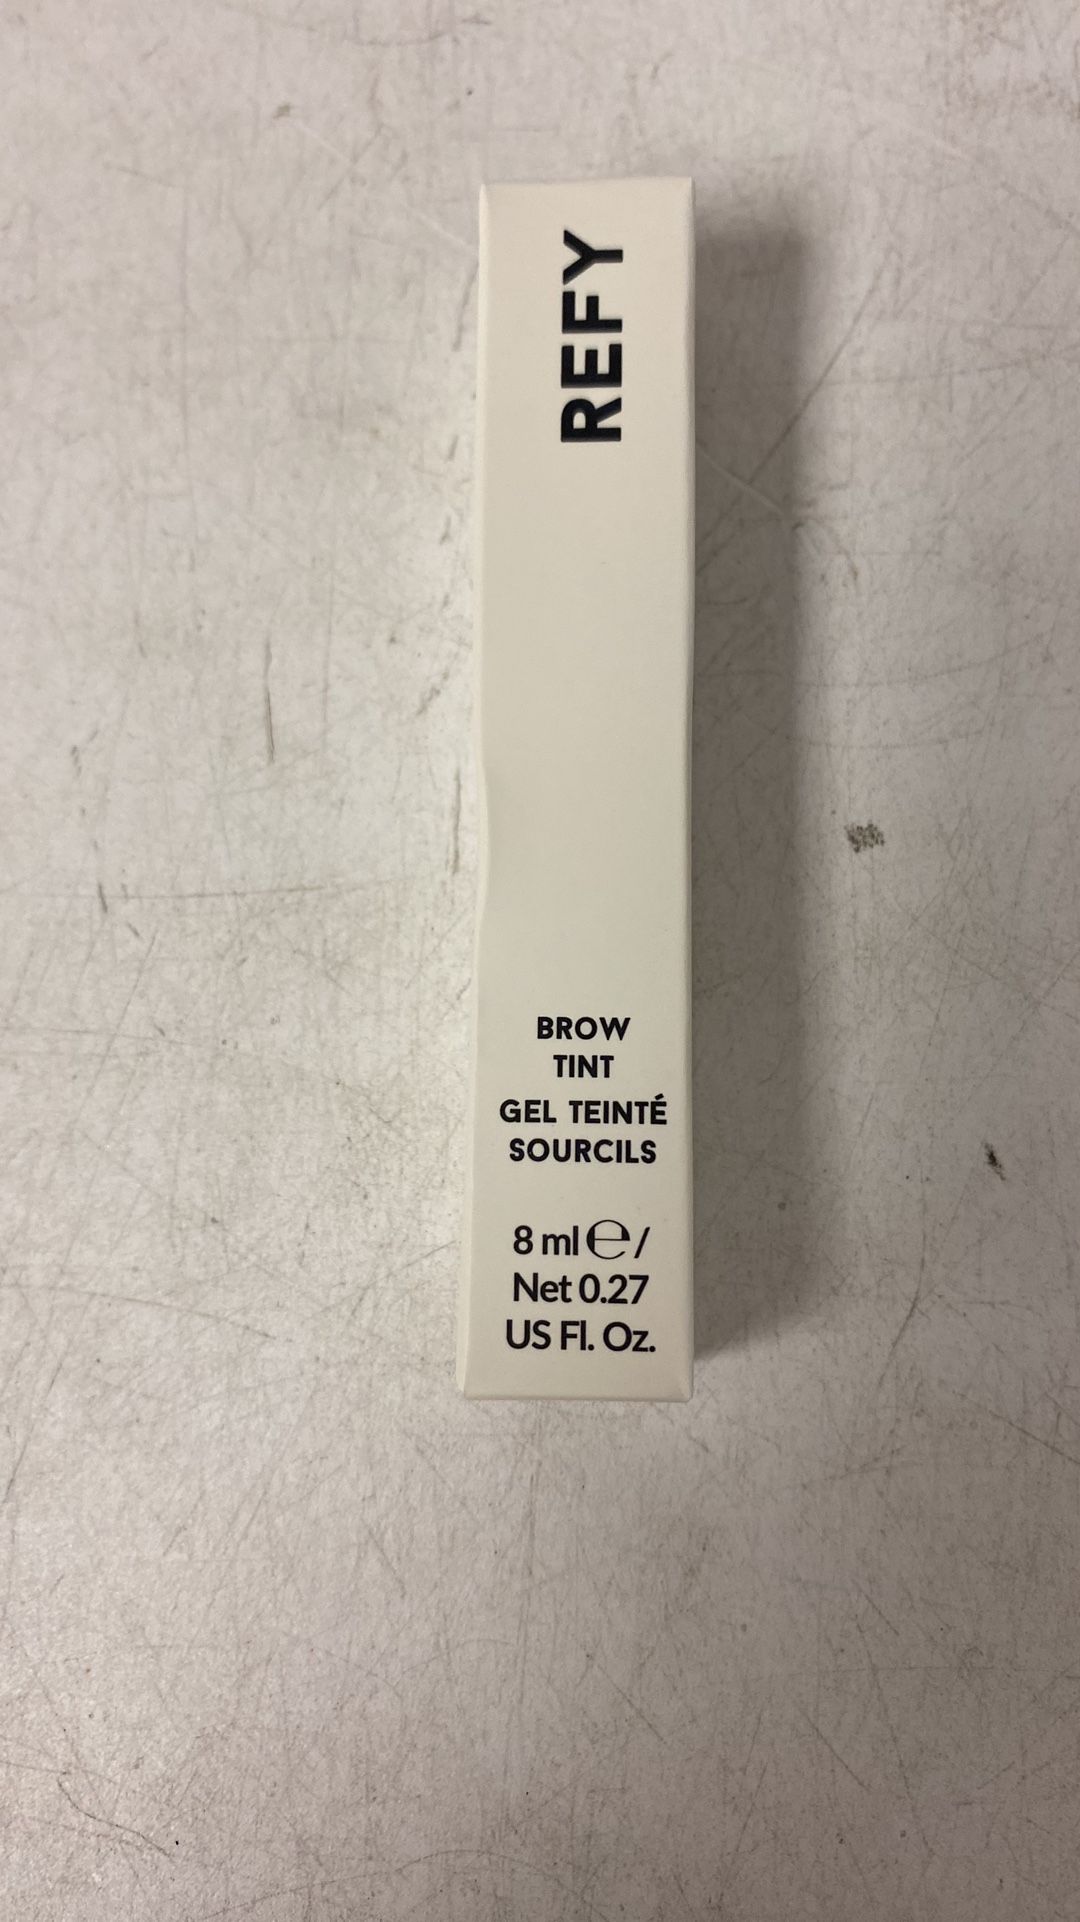 REFY
BROW
TINT
GEL TEINTÉ
SOURCILS
8 ml ℮ /
Net 0.27
US Fl. Oz.